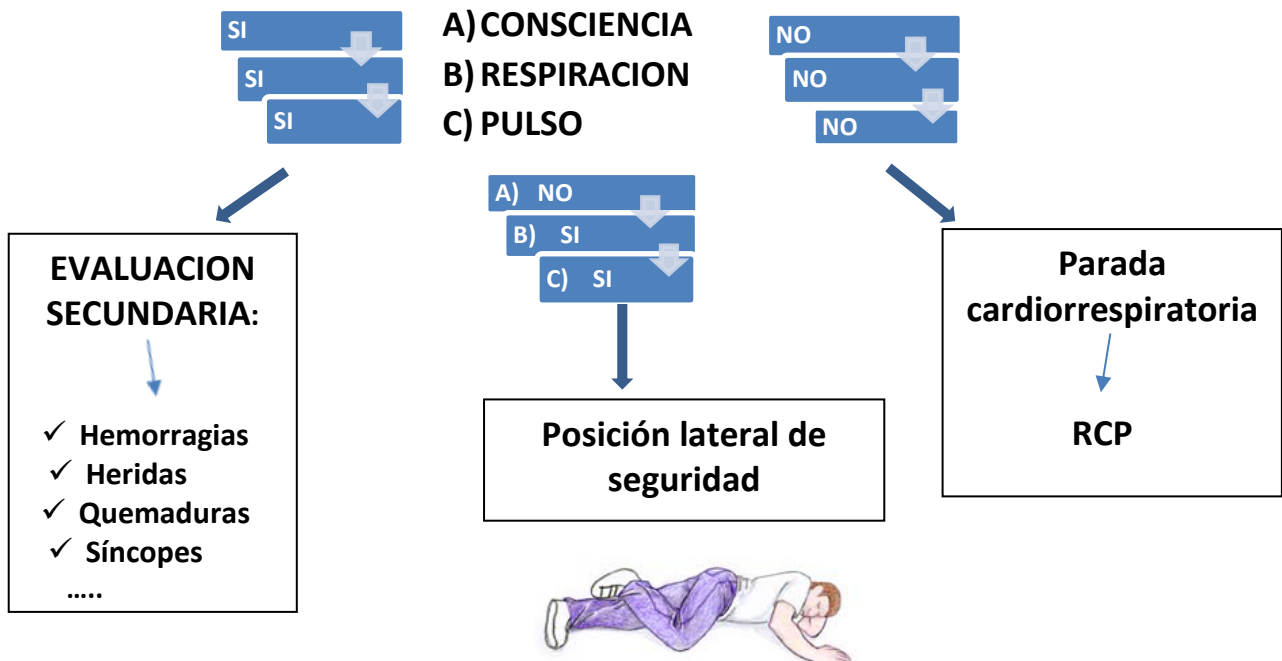 SI
SI
SI
A) CONSCIENCIA
B) RESPIRACION
C) PULSO
NO
NO
NO
A) NO
B) SI
C) SI
EVALUACION
SECUNDARIA:
✓ Hemorragias
✓ Heridas
✓ Quemaduras
✓ Síncopes
.....
Posición lateral de
seguridad
Parada
cardiorrespiratoria
RCP